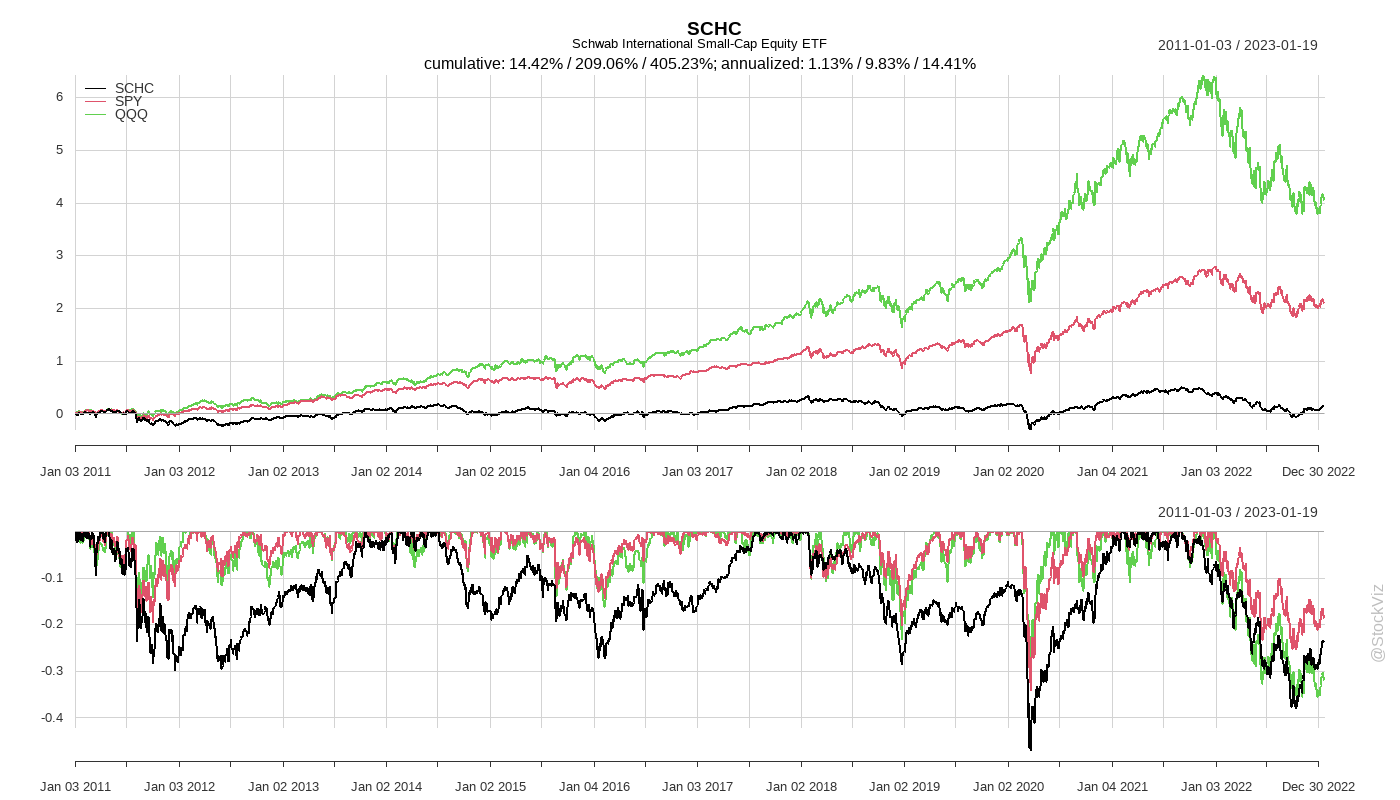 SCHC
Schwab International Small-Cap Equity ETF
2011-01-03 / 2023-01-19
cumulative: 14.42% / 209.06% / 405.23%; annualized: 1.13% / 9.83% / 14.41%
SCHC
SPY
QQQ
6
5
4
3
2
1
0
Jan 03 2011 Jan 03 2012 Jan 02 2013 Jan 02 2014 Jan 02 2015 Jan 04 2016 Jan 03 2017 Jan 02 2018 Jan 02 2019 Jan 02 2020 Jan 04 2021 Jan 03 2022 Dec 30 2022
2011-01-03 / 2023-01-19
-0.1
-0.2
-0.3
-0.4
Jan 03 2011 Jan 03 2012 Jan 02 2013 Jan 02 2014 Jan 02 2015 Jan 04 2016 Jan 03 2017 Jan 02 2018 Jan 02 2019 Jan 02 2020 Jan 04 2021 Jan 03 2022 Dec 30 2022
@StockViz